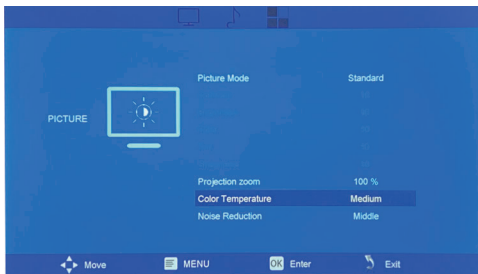 Picture Mode Standard
PICTURE
Projection zoom 100 %
Color Temperature Medium
Noise Reduction Middle
Move MENU OK Enter Exit